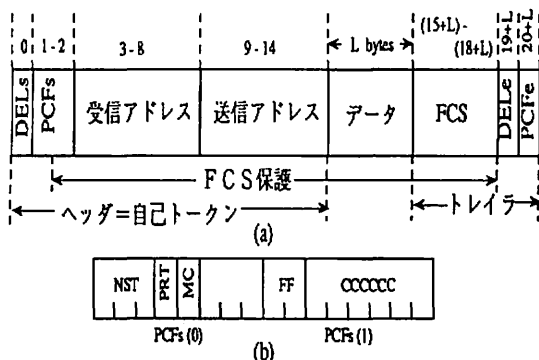 (15+L) -
(18+L)
0
1 - 2
3 - 8
9 - 14
L bytes
19+L
20+L
DELs
PCFs
受信アドレス
送信アドレス
データ
FCS
DELe
PCFe
FCS保護
ヘッダ=自己トークン
トレイラ
(a)
NST
PRT
MC
FF
CCCCCC
PCFs (0)
PCFs (1)
(b)